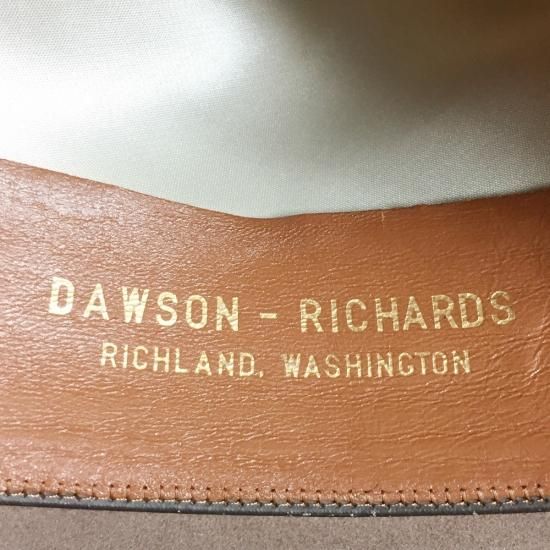 DAWSON - RICHARDS
RICHLAND, WASHINGTON